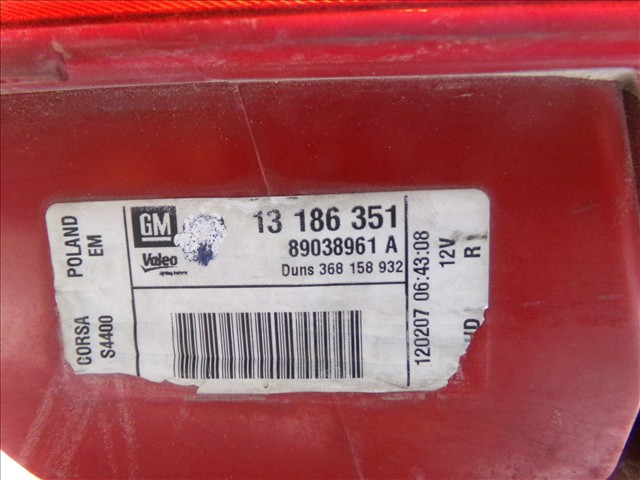 CORSA POLAND
S4400 EM
GM
Valeo
13 186 351
89038961 A
Duns 368 158 932
120207 06:43:08
12V
R